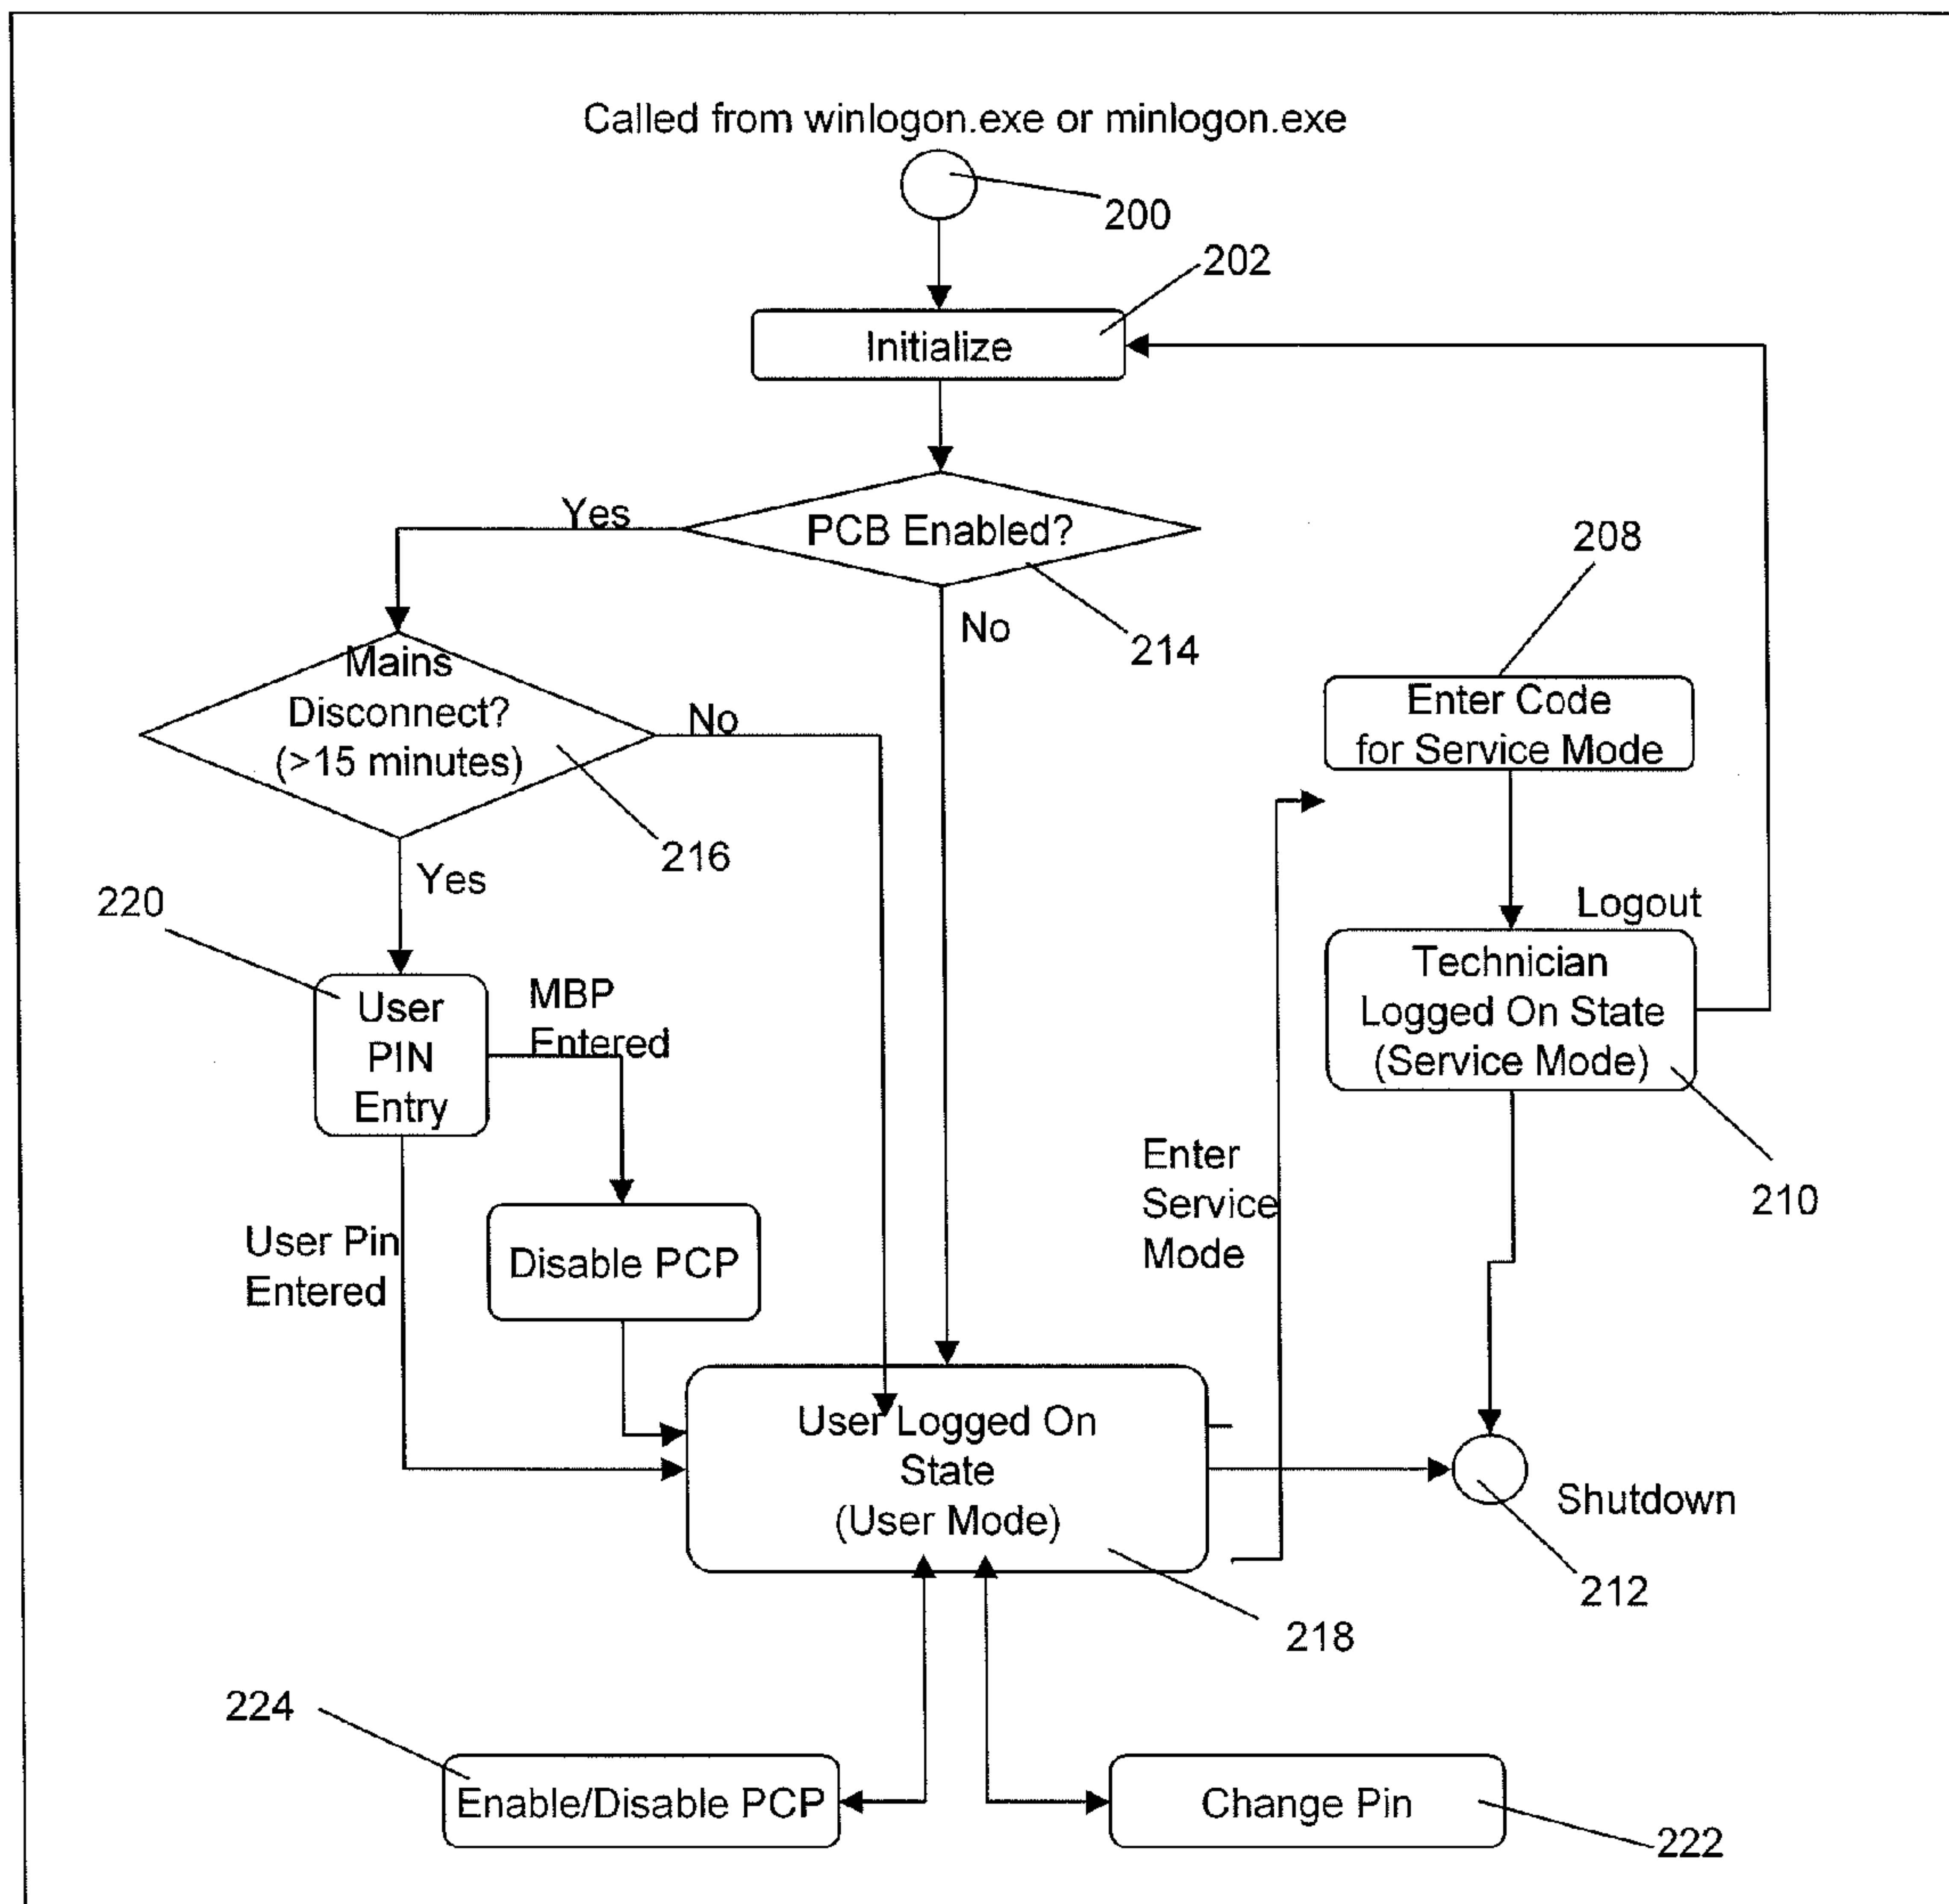 Called from winlogon.exe or minlogon.exe
200
202
Initialize
Yes
PCB Enabled?
208
No
214
Mains
Disconnect?
(>15 minutes)
No
Enter Code
for Service Mode
216
Yes
220
Logout
User
PIN
Entry
MBP
Entered
Technician
Logged On State
(Service Mode)
Enter
Service
Mode
210
User Pin
Entered
Disable PCP
User Logged On
State
(User Mode)
Shutdown
212
218
224
Enable/Disable PCP
Change Pin
222